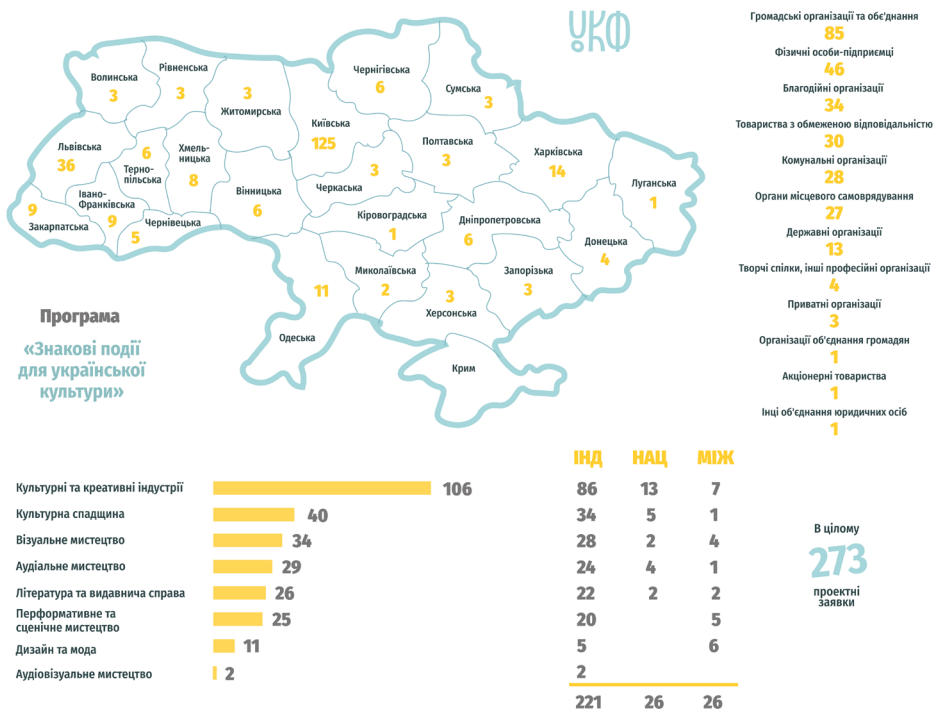 УКФ
Волинська
3
Рівненська
3
3
Житомирська
Київська
125
Чернігівська
6
Сумська
3
Львівська
36
6
Терно-
пільська
Хмель-
ницька
8
Вінницька
6
3
Черкаська
Полтавська
3
Харківська
14
Луганська
1
9
Закарпатська
Івано-
Франківська
9
Чернівецька
5
Кіровоградська
1
Дніпропетровська
6
Донецька
4
11
Одеська
Миколаївська
2
3
Херсонська
Запорізька
3
Крим
Громадські організації та обє'днання
85
Фізичні особи-підприємці
46
Благодійні організації
34
Товариства з обмеженою відповідальністю
30
Комунальні організації
28
Органи місцевого самоврядування
27
Державні організації
13
Творчі спілки, інші професійні організації
4
Приватні організації
3
Організації об'єднання громадян
1
Акціонерні товариства
1
Інці об'єднання юридичних осіб
1
Програма
«Знакові події
для української
культури»
ІНД НАЦ МІЖ
Культурні та креативні індустрії 106 86 13 7
Культурна спадщина 40 34 5 1
Візуальне мистецтво 34 28 2 4
Аудіальне мистецтво 29 24 4 1
Література та видавнича справа 26 22 2 2
Перформативне та
сценічне мистецтво 25 20 5
Дизайн та мода 11 5 6
Аудіовізуальне мистецтво 2 2
221 26 26
В цілому
273
проектні
заявки